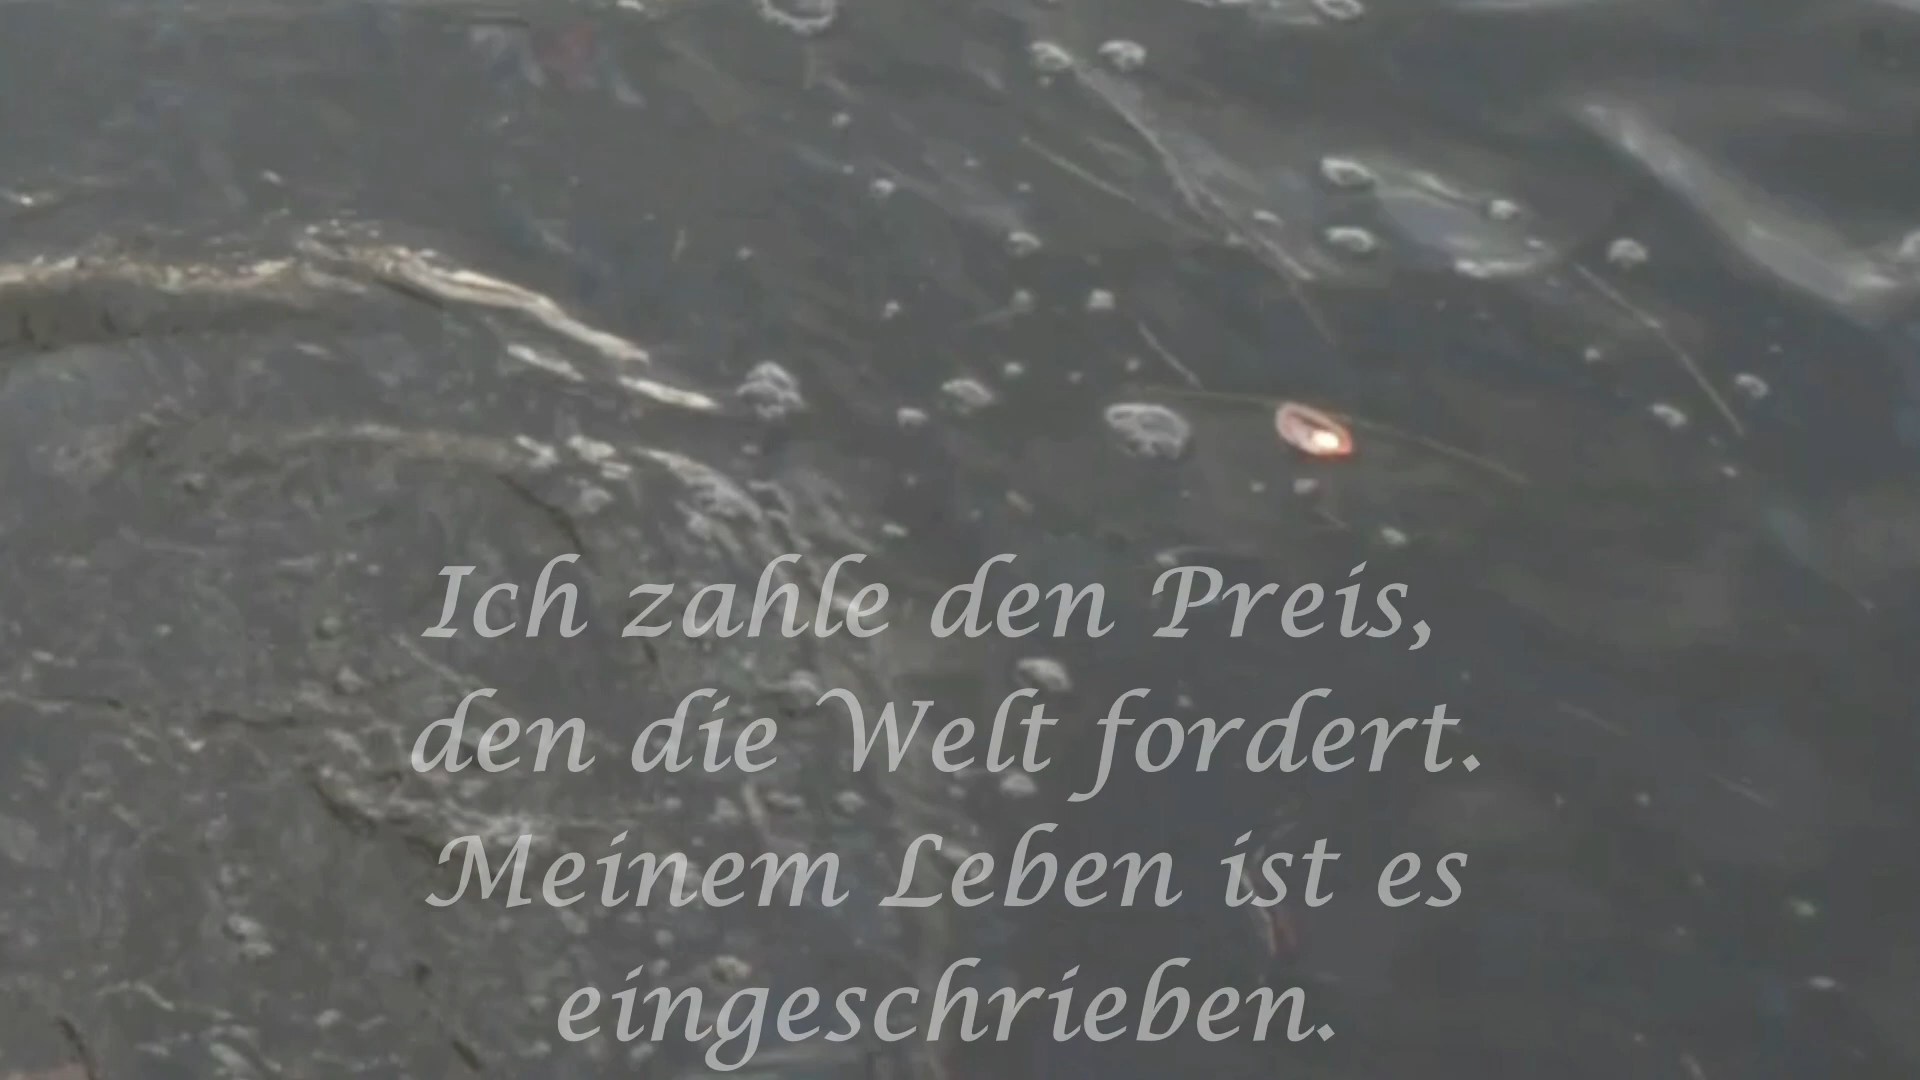 Ich zahle den Preis,
den die Welt fordert.
Meinem Leben ist es
eingeschrieben.